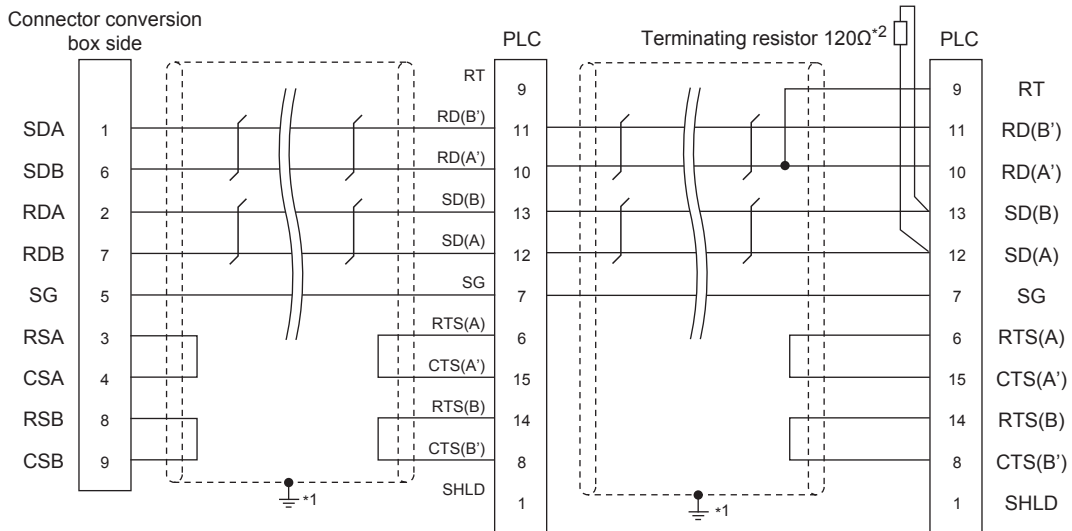 Connector conversion
box side
PLC
Terminating resistor 120Ω*2
PLC
RT
9
9
RT
SDA
1
RD(B')
11
11
RD(B')
SDB
6
RD(A')
10
10
RD(A')
RDA
2
SD(B)
13
13
SD(B)
RDB
7
SD(A)
12
12
SD(A)
SG
5
SG
7
7
SG
RSA
3
RTS(A)
6
6
RTS(A)
CSA
4
CTS(A')
15
15
CTS(A')
RSB
8
RTS(B)
14
14
RTS(B)
CSB
9
CTS(B')
8
8
CTS(B')
SHLD
1
1
SHLD
*1
*1